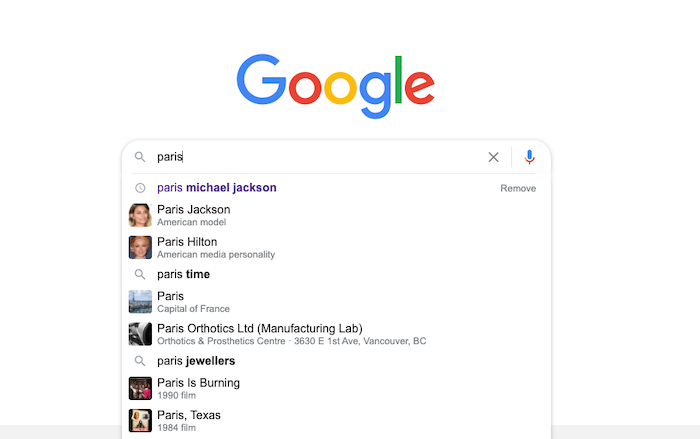 Google
paris
paris michael jackson Remove
Paris Jackson
American model
Paris Hilton
American media personality
paris time
Paris
Capital of France
Paris Orthotics Ltd (Manufacturing Lab)
Orthotics & Prosthetics Centre · 3630 E 1st Ave, Vancouver, BC
paris jewellers
Paris Is Burning
1990 film
Paris, Texas
1984 film